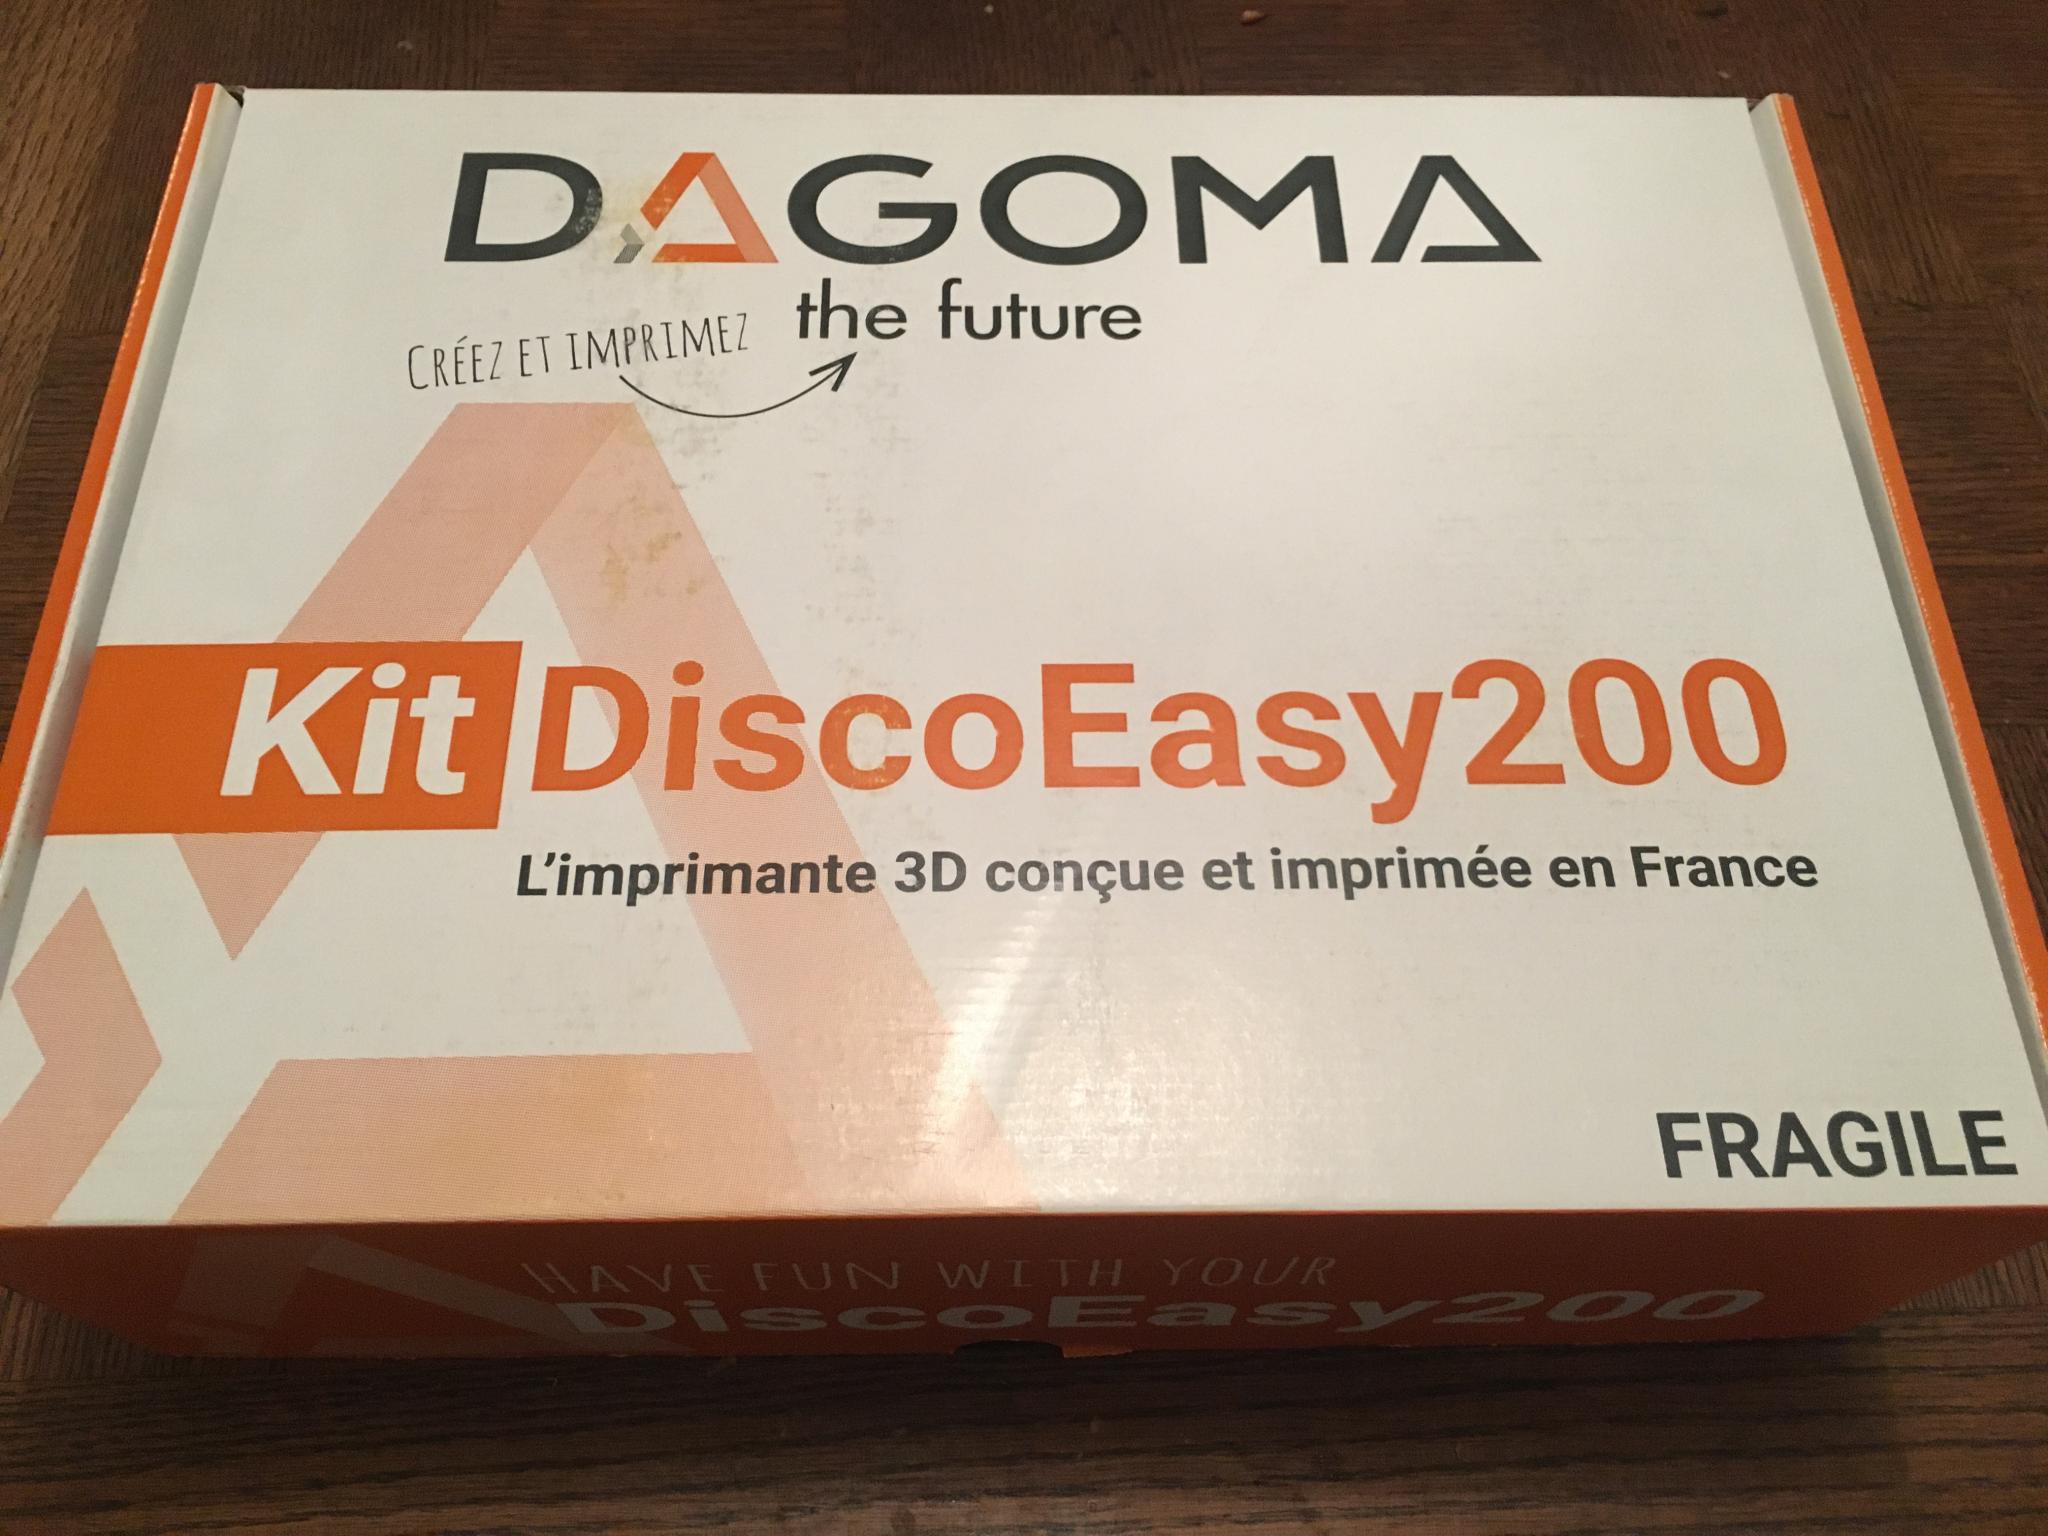 DAGOMA
the future
CRÉEZ ET IMPRIMEZ
Kit DiscoEasy200
L'imprimante 3D conçue et imprimée en France
FRAGILE
HAVE FUN WITH YOUR
DiscoEasy200